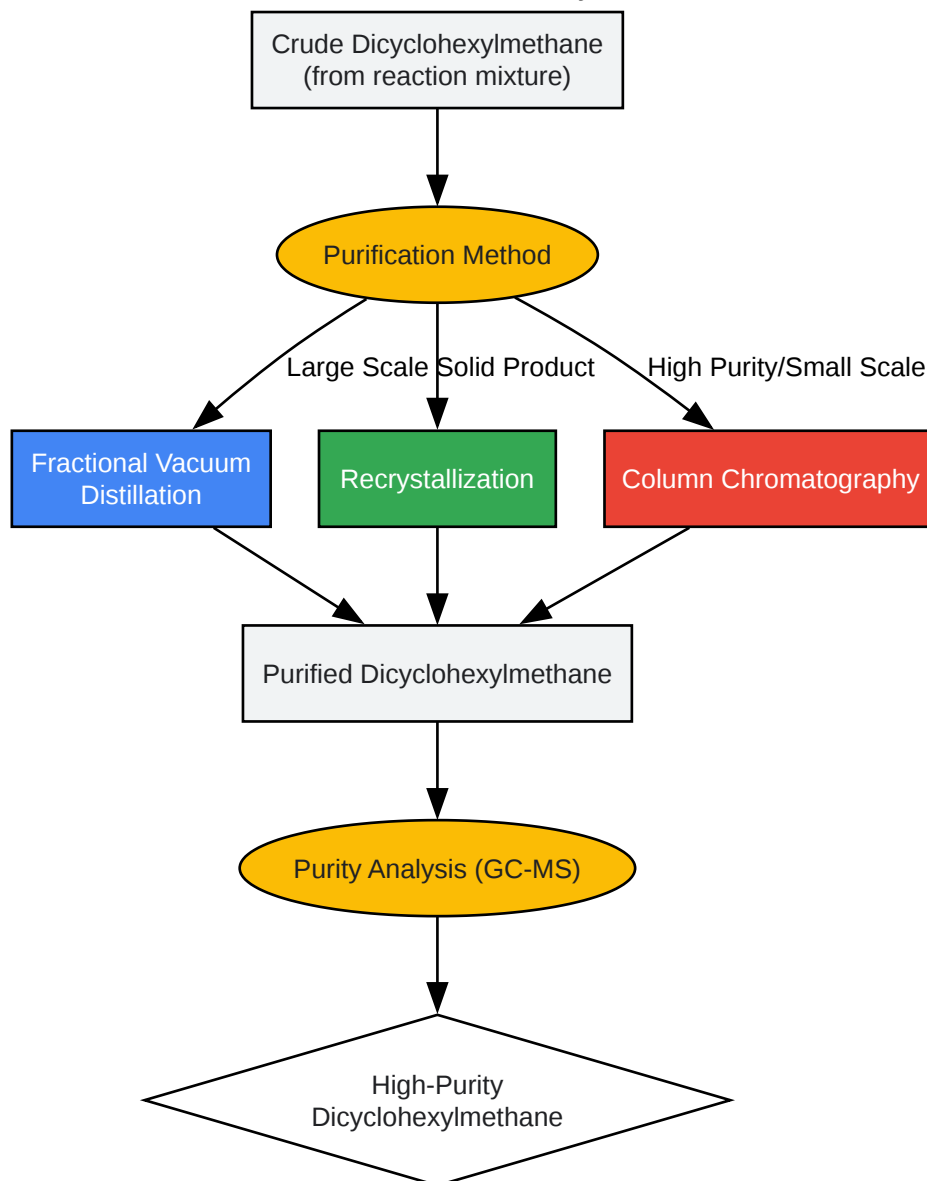 Crude Dicyclohexylmethane
(from reaction mixture)
Purification Method
Large Scale
Solid Product
High Purity/Small Scale
Fractional Vacuum
Distillation
Recrystallization
Column Chromatography
Purified Dicyclohexylmethane
Purity Analysis (GC-MS)
High-Purity
Dicyclohexylmethane